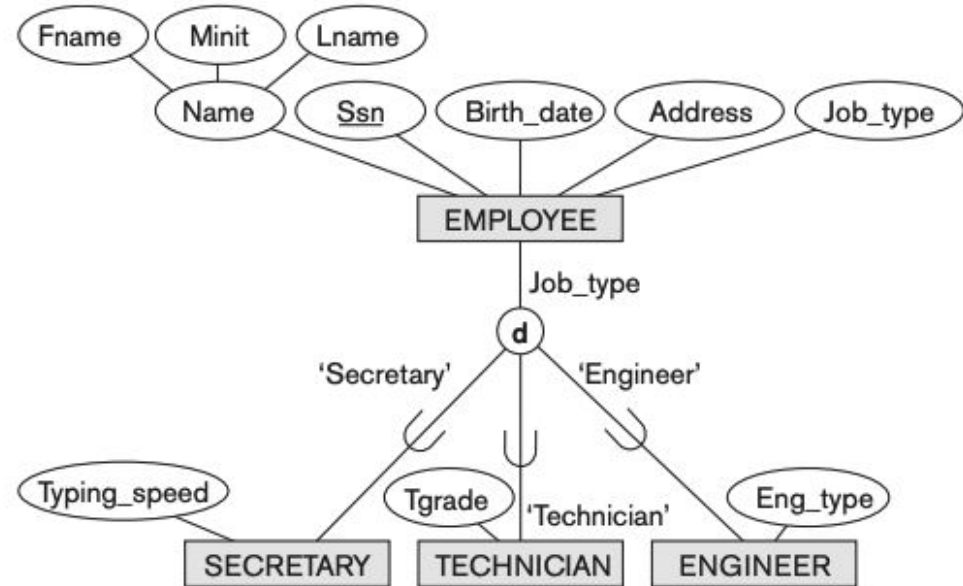 Fname Minit Lname
Name Ssn Birth_date Address Job_type
EMPLOYEE
Job_type
d
‘Secretary’ ‘Engineer’
Typing_speed Tgrade ‘Technician’ Eng_type
SECRETARY TECHNICIAN ENGINEER